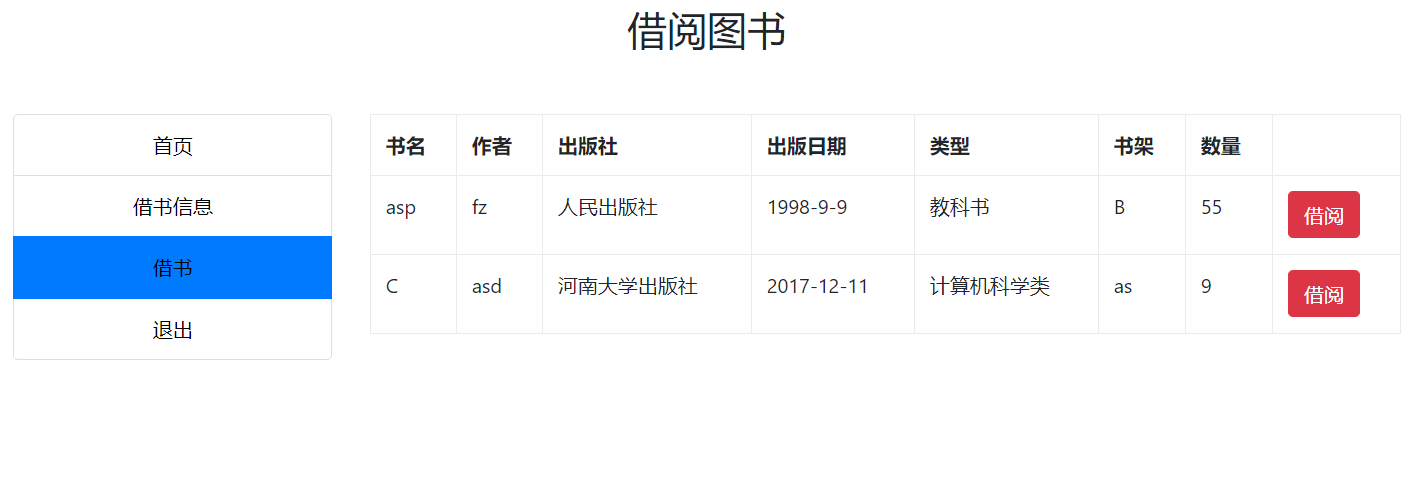 借阅图书
首页
借书信息
借书
退出
书名 作者 出版社 出版日期 类型 书架 数量
asp fz 人民出版社 1998-9-9 教科书 B 55 借阅
C asd 河南大学出版社 2017-12-11 计算机科学类 as 9 借阅